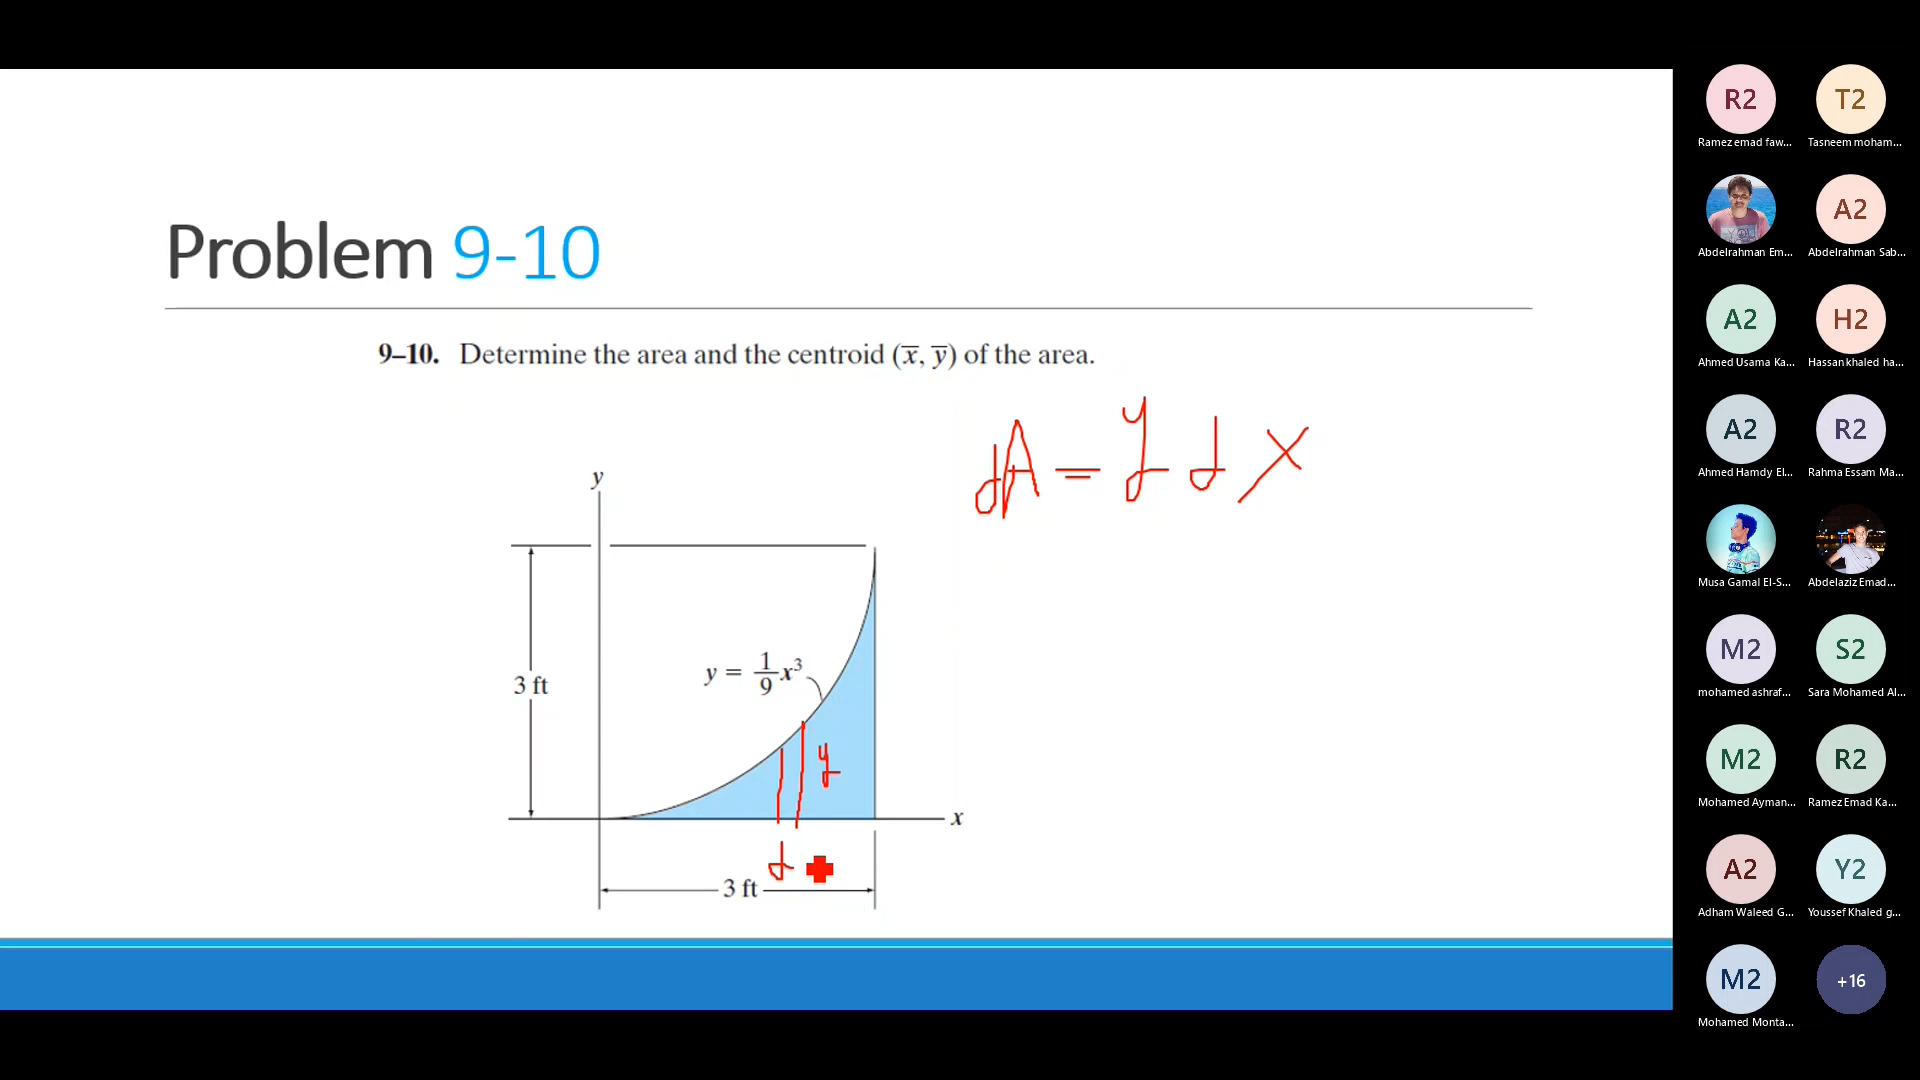 Problem 9-10
9–10. Determine the area and the centroid (x̅, y̅) of the area.
dA = y dx
y
3 ft
y = 1/9 x³
y
x
d
3 ft
R2
Ramez emad faw...
T2
Tasneem moham...
Abdelrahman Em...
A2
Abdelrahman Sab...
A2
Ahmed Usama Ka...
H2
Hassan khaled ha...
A2
Ahmed Hamdy El...
R2
Rahma Essam Ma...
Musa Gamal El-S...
Abdelaziz Emad...
M2
mohamed ashraf...
S2
Sara Mohamed Al...
M2
Mohamed Ayman...
R2
Ramez Emad Ka...
A2
Adham Waleed G...
Y2
Youssef Khaled g...
M2
Mohamed Monta...
+16